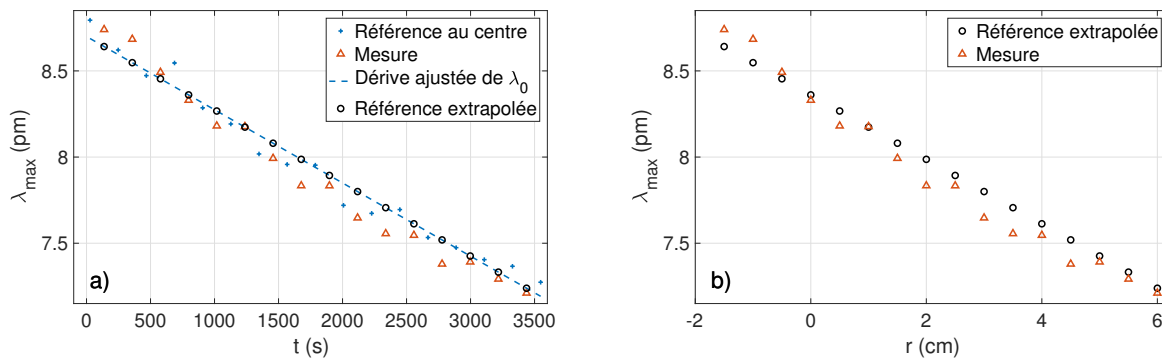 Référence au centre
Mesure
Dérive ajustée de λ0
Référence extrapolée
8.5
8
7.5
λmax (pm)
a)
0 500 1000 1500 2000 2500 3000 3500
t (s)
Référence extrapolée
Mesure
8.5
8
7.5
λmax (pm)
b)
-2 0 2 4 6
r (cm)